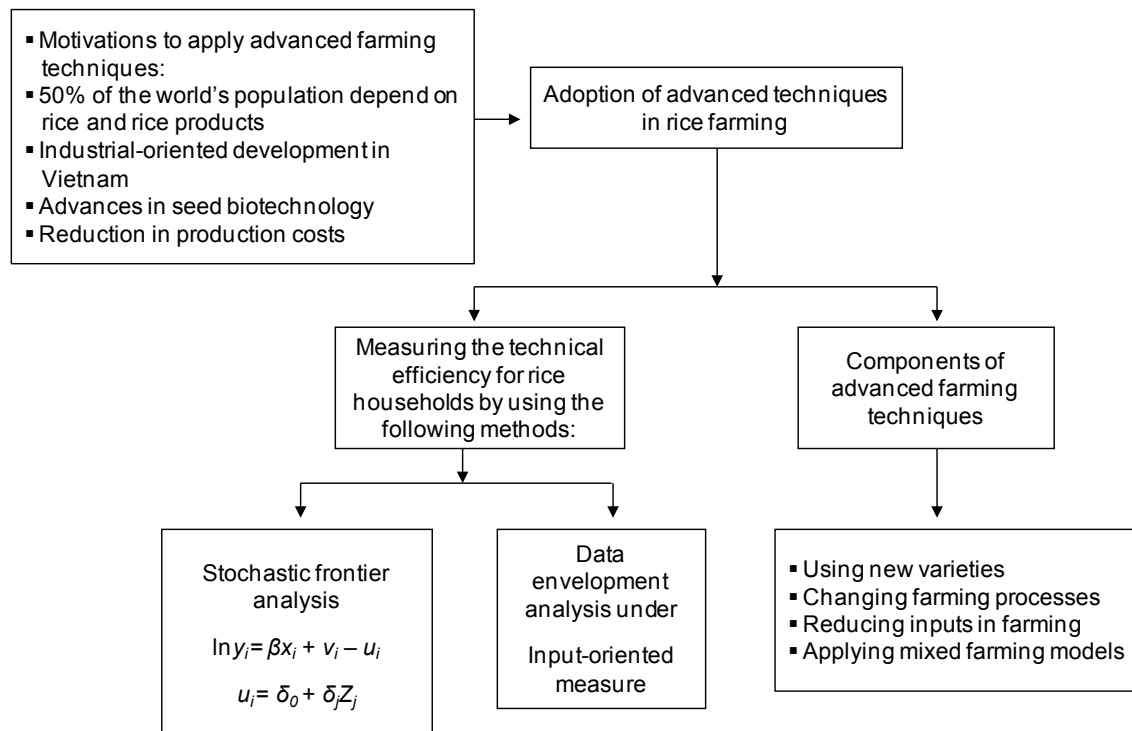 ▪ Motivations to apply advanced farming
techniques:
▪ 50% of the world’s population depend on
rice and rice products
▪ Industrial-oriented development in
Vietnam
▪ Advances in seed biotechnology
▪ Reduction in production costs
Adoption of advanced techniques
in rice farming
Measuring the technical
efficiency for rice
households by using the
following methods:
Components of
advanced farming
techniques
Stochastic frontier
analysis
ln yᵢ = βxᵢ + vᵢ – uᵢ
uᵢ = δ₀ + δⱼZⱼ
Data
envelopment
analysis under
Input-oriented
measure
▪ Using new varieties
▪ Changing farming processes
▪ Reducing inputs in farming
▪ Applying mixed farming models